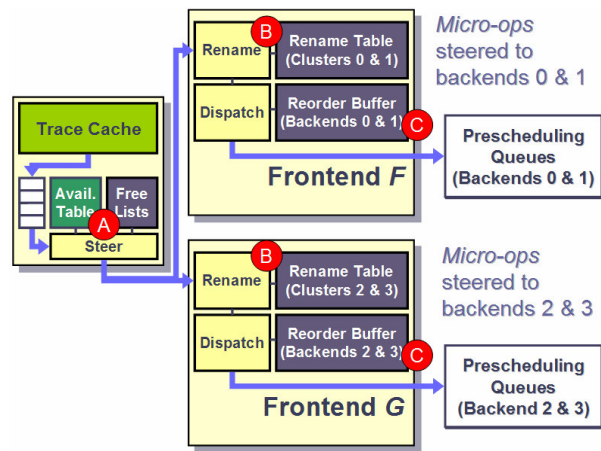 Trace Cache
Avail.
Table
Free
Lists
A
Steer
B
Rename
Rename Table
(Clusters 0 & 1)
Dispatch
Reorder Buffer
(Backends 0 & 1)
C
Frontend F
Micro-ops
steered to
backends 0 & 1
Prescheduling
Queues
(Backends 0 & 1)
B
Rename
Rename Table
(Clusters 2 & 3)
Dispatch
Reorder Buffer
(Backends 2 & 3)
C
Frontend G
Micro-ops
steered to
backends 2 & 3
Prescheduling
Queues
(Backend 2 & 3)